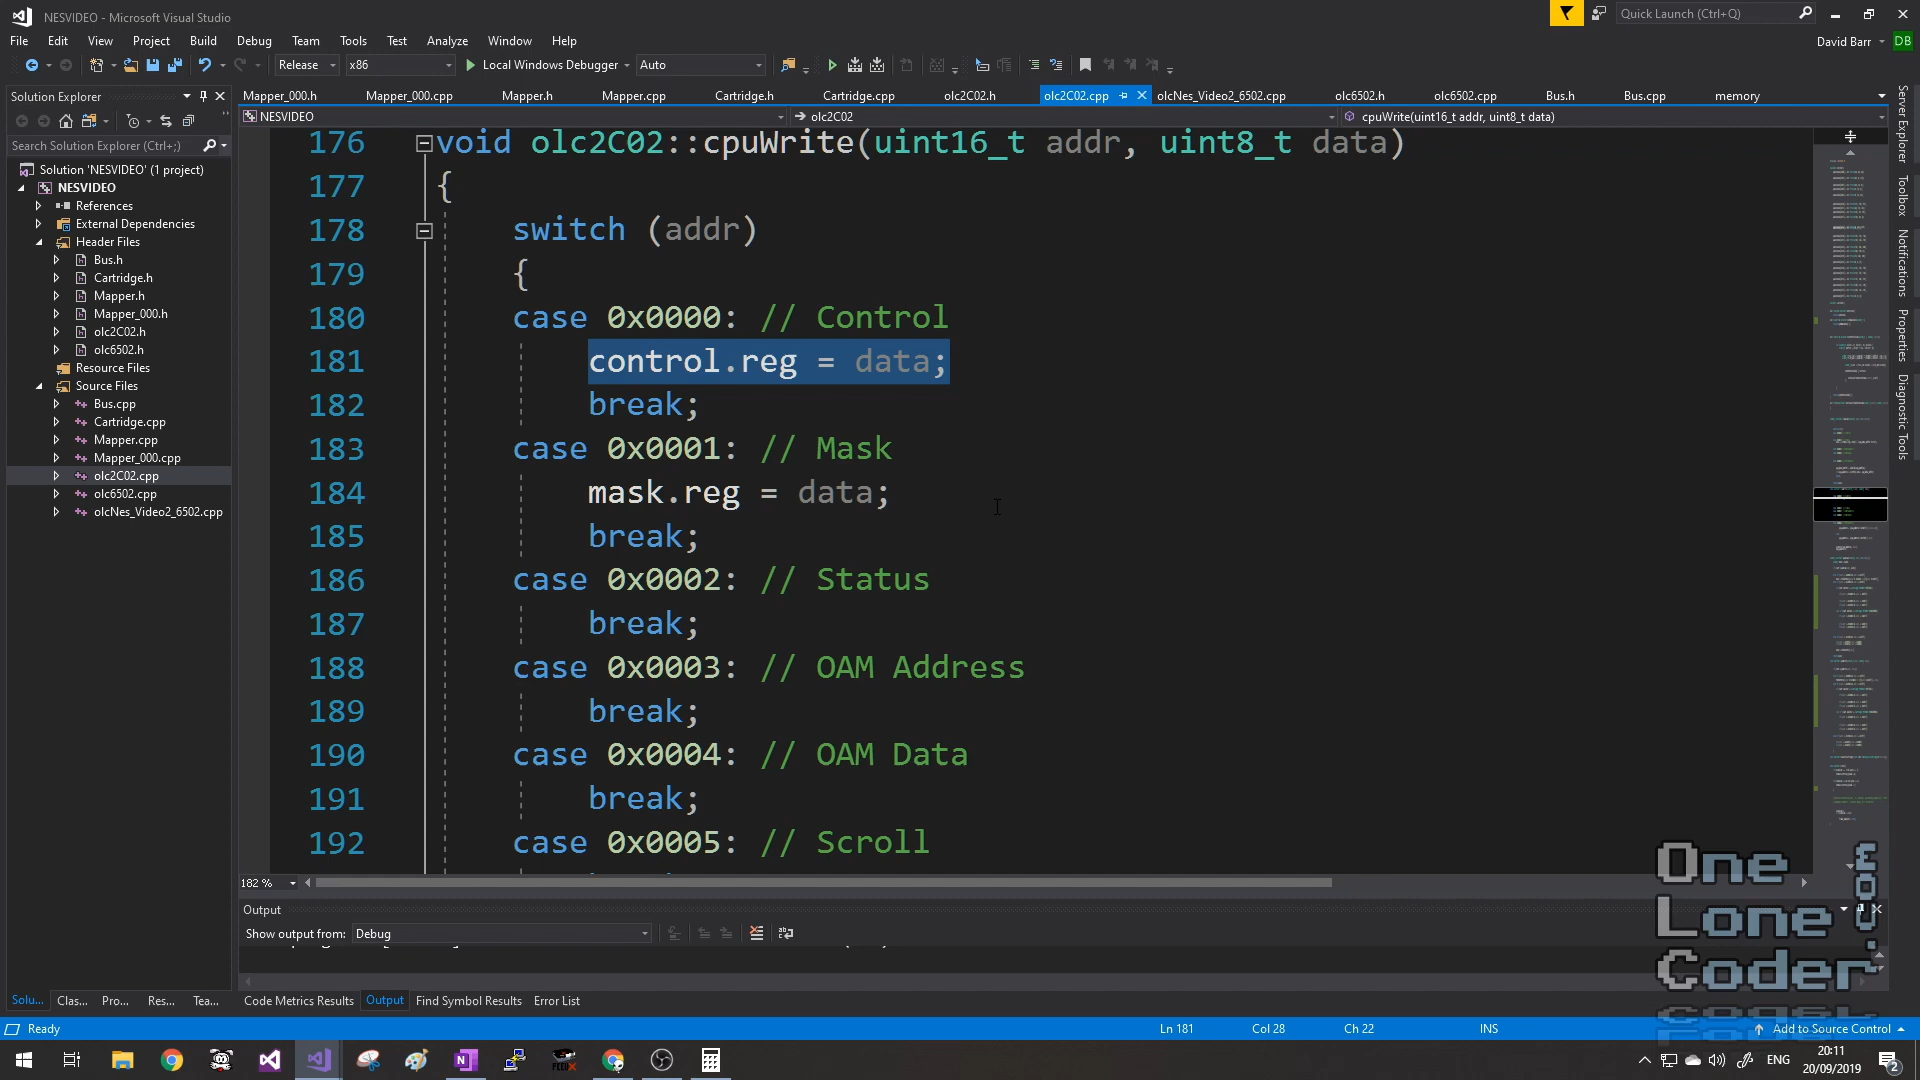 NESVIDEO - Microsoft Visual Studio
Quick Launch (Ctrl+Q)
File Edit View Project Build Debug Team Tools Test Analyze Window Help
David Barr
DB
Release
x86
Local Windows Debugger
Auto
Solution Explorer
Search Solution Explorer (Ctrl+;)
Solution 'NESVIDEO' (1 project)
NESVIDEO
References
External Dependencies
Header Files
Bus.h
Cartridge.h
Mapper.h
Mapper_000.h
olc2C02.h
olc6502.h
Resource Files
Source Files
Bus.cpp
Cartridge.cpp
Mapper.cpp
Mapper_000.cpp
olc2C02.cpp
olc6502.cpp
olcNes_Video2_6502.cpp
Solu... Clas... Pro... Res... Tea...
Mapper_000.h Mapper_000.cpp Mapper.h Mapper.cpp Cartridge.h Cartridge.cpp olc2C02.h olc2C02.cpp olcNes_Video2_6502.cpp olc6502.h olc6502.cpp Bus.h Bus.cpp memory
NESVIDEO
olc2C02
cpuWrite(uint16_t addr, uint8_t data)
176 void olc2C02::cpuWrite(uint16_t addr, uint8_t data)
177 {
178 switch (addr)
179 {
180 case 0x0000: // Control
181 control.reg = data;
182 break;
183 case 0x0001: // Mask
184 mask.reg = data;
185 break;
186 case 0x0002: // Status
187 break;
188 case 0x0003: // OAM Address
189 break;
190 case 0x0004: // OAM Data
191 break;
192 case 0x0005: // Scroll
182 %
Output
Show output from:
Debug
Code Metrics Results Output Find Symbol Results Error List
Server Explorer
Toolbox
Notifications
Properties
Diagnostic Tools
One
Lone
Coder
.com
Ready
Ln 181
Col 28
Ch 22
INS
Add to Source Control
ENG
20:11
20/09/2019
2